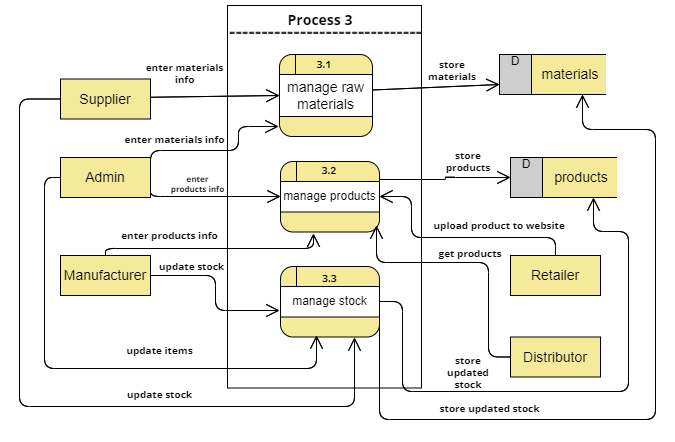 Process 3
enter materials
info
3.1
manage raw
materials
store
materials
D
materials
Supplier
enter materials info
Admin
enter
products info
3.2
manage products
store
products
D
products
enter products info
upload product to website
Manufacturer
update stock
get products
3.3
manage stock
Retailer
update items
Distributor
store
updated
stock
update stock
store updated stock